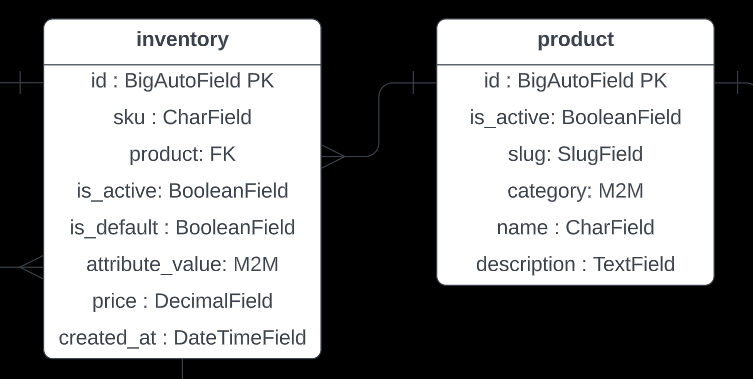 inventory
id : BigAutoField PK
sku : CharField
product: FK
is_active: BooleanField
is_default : BooleanField
attribute_value: M2M
price : DecimalField
created_at : DateTimeField
product
id : BigAutoField PK
is_active: BooleanField
slug: SlugField
category: M2M
name : CharField
description : TextField